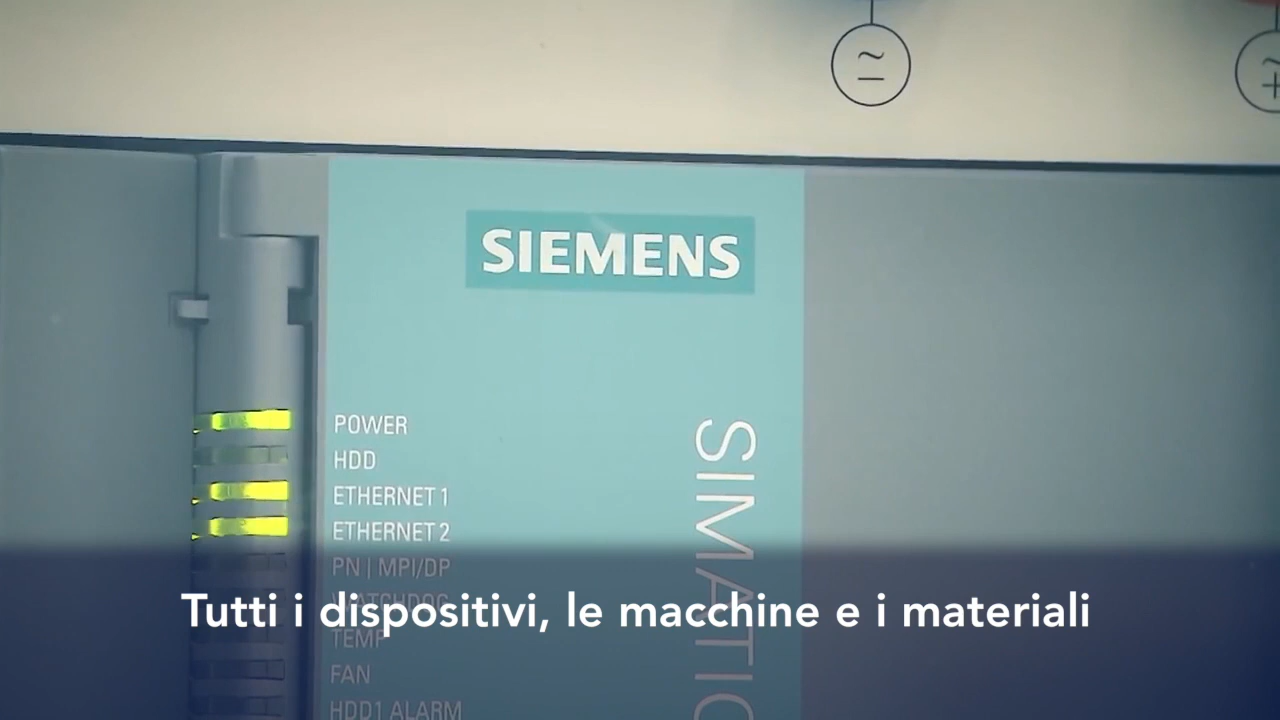 SIEMENS
POWER
HDD
ETHERNET 1
ETHERNET 2
PN | MPI/DP
WATCHDOG
TEMP
FAN
HDD1 ALARM
SIMATIC
Tutti i dispositivi, le macchine e i materiali